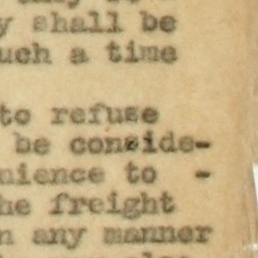 y shall be
uch a time
to refuse
be conside-
nience to -
he freight
n any manner